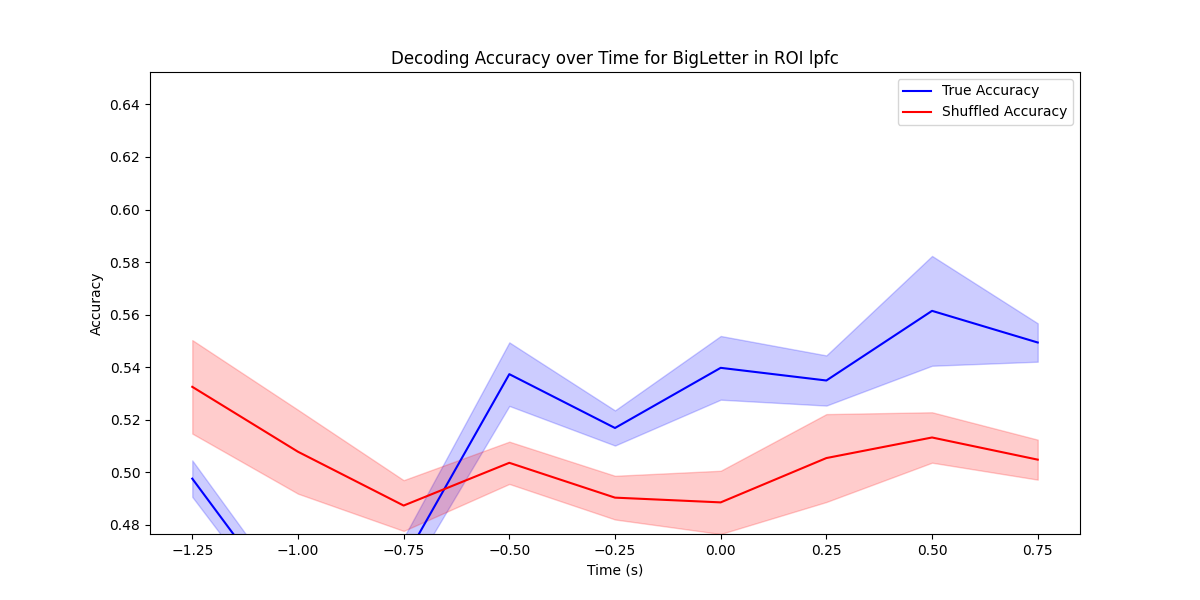 Decoding Accuracy over Time for BigLetter in ROI lpfc
True Accuracy
Shuffled Accuracy
Accuracy
0.64
0.62
0.60
0.58
0.56
0.54
0.52
0.50
0.48
−1.25 −1.00 −0.75 −0.50 −0.25 0.00 0.25 0.50 0.75
Time (s)